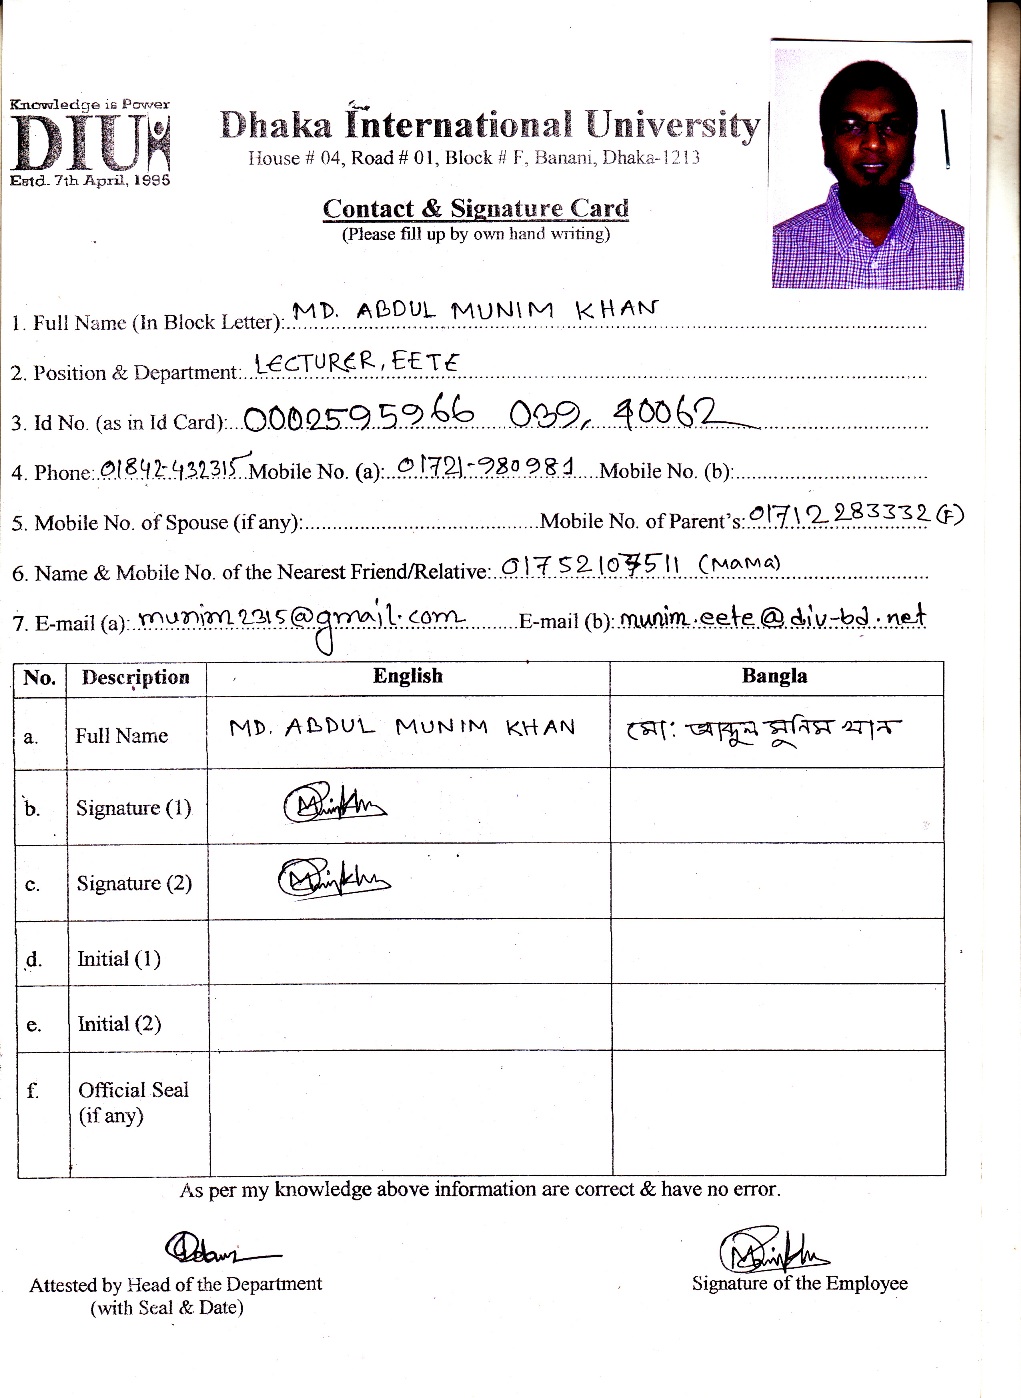 Knowledge is Power
DIU
Estd. 7th April, 1995
Dhaka International University
House # 04, Road # 01, Block # F, Banani, Dhaka-1213
Contact & Signature Card
(Please fill up by own hand writing)
1. Full Name (In Block Letter): MD. ABDUL MUNIM KHAN
2. Position & Department: LECTURER, EETE
3. Id No. (as in Id Card): 0002595966 039, 40062
4. Phone: 01842-432315 Mobile No. (a): 01721-980981 Mobile No. (b):
5. Mobile No. of Spouse (if any): Mobile No. of Parent's: 01712283332 (F)
6. Name & Mobile No. of the Nearest Friend/Relative: 01752107511 (MAMA)
7. E-mail (a): munim2315@gmail.com E-mail (b): munim.eete@diu-bd.net
No. Description English Bangla
a. Full Name MD. ABDUL MUNIM KHAN মো: আব্দুল মুনিম খান
b. Signature (1)
c. Signature (2)
d. Initial (1)
e. Initial (2)
f. Official Seal
(if any)
As per my knowledge above information are correct & have no error.
Attested by Head of the Department Signature of the Employee
(with Seal & Date)